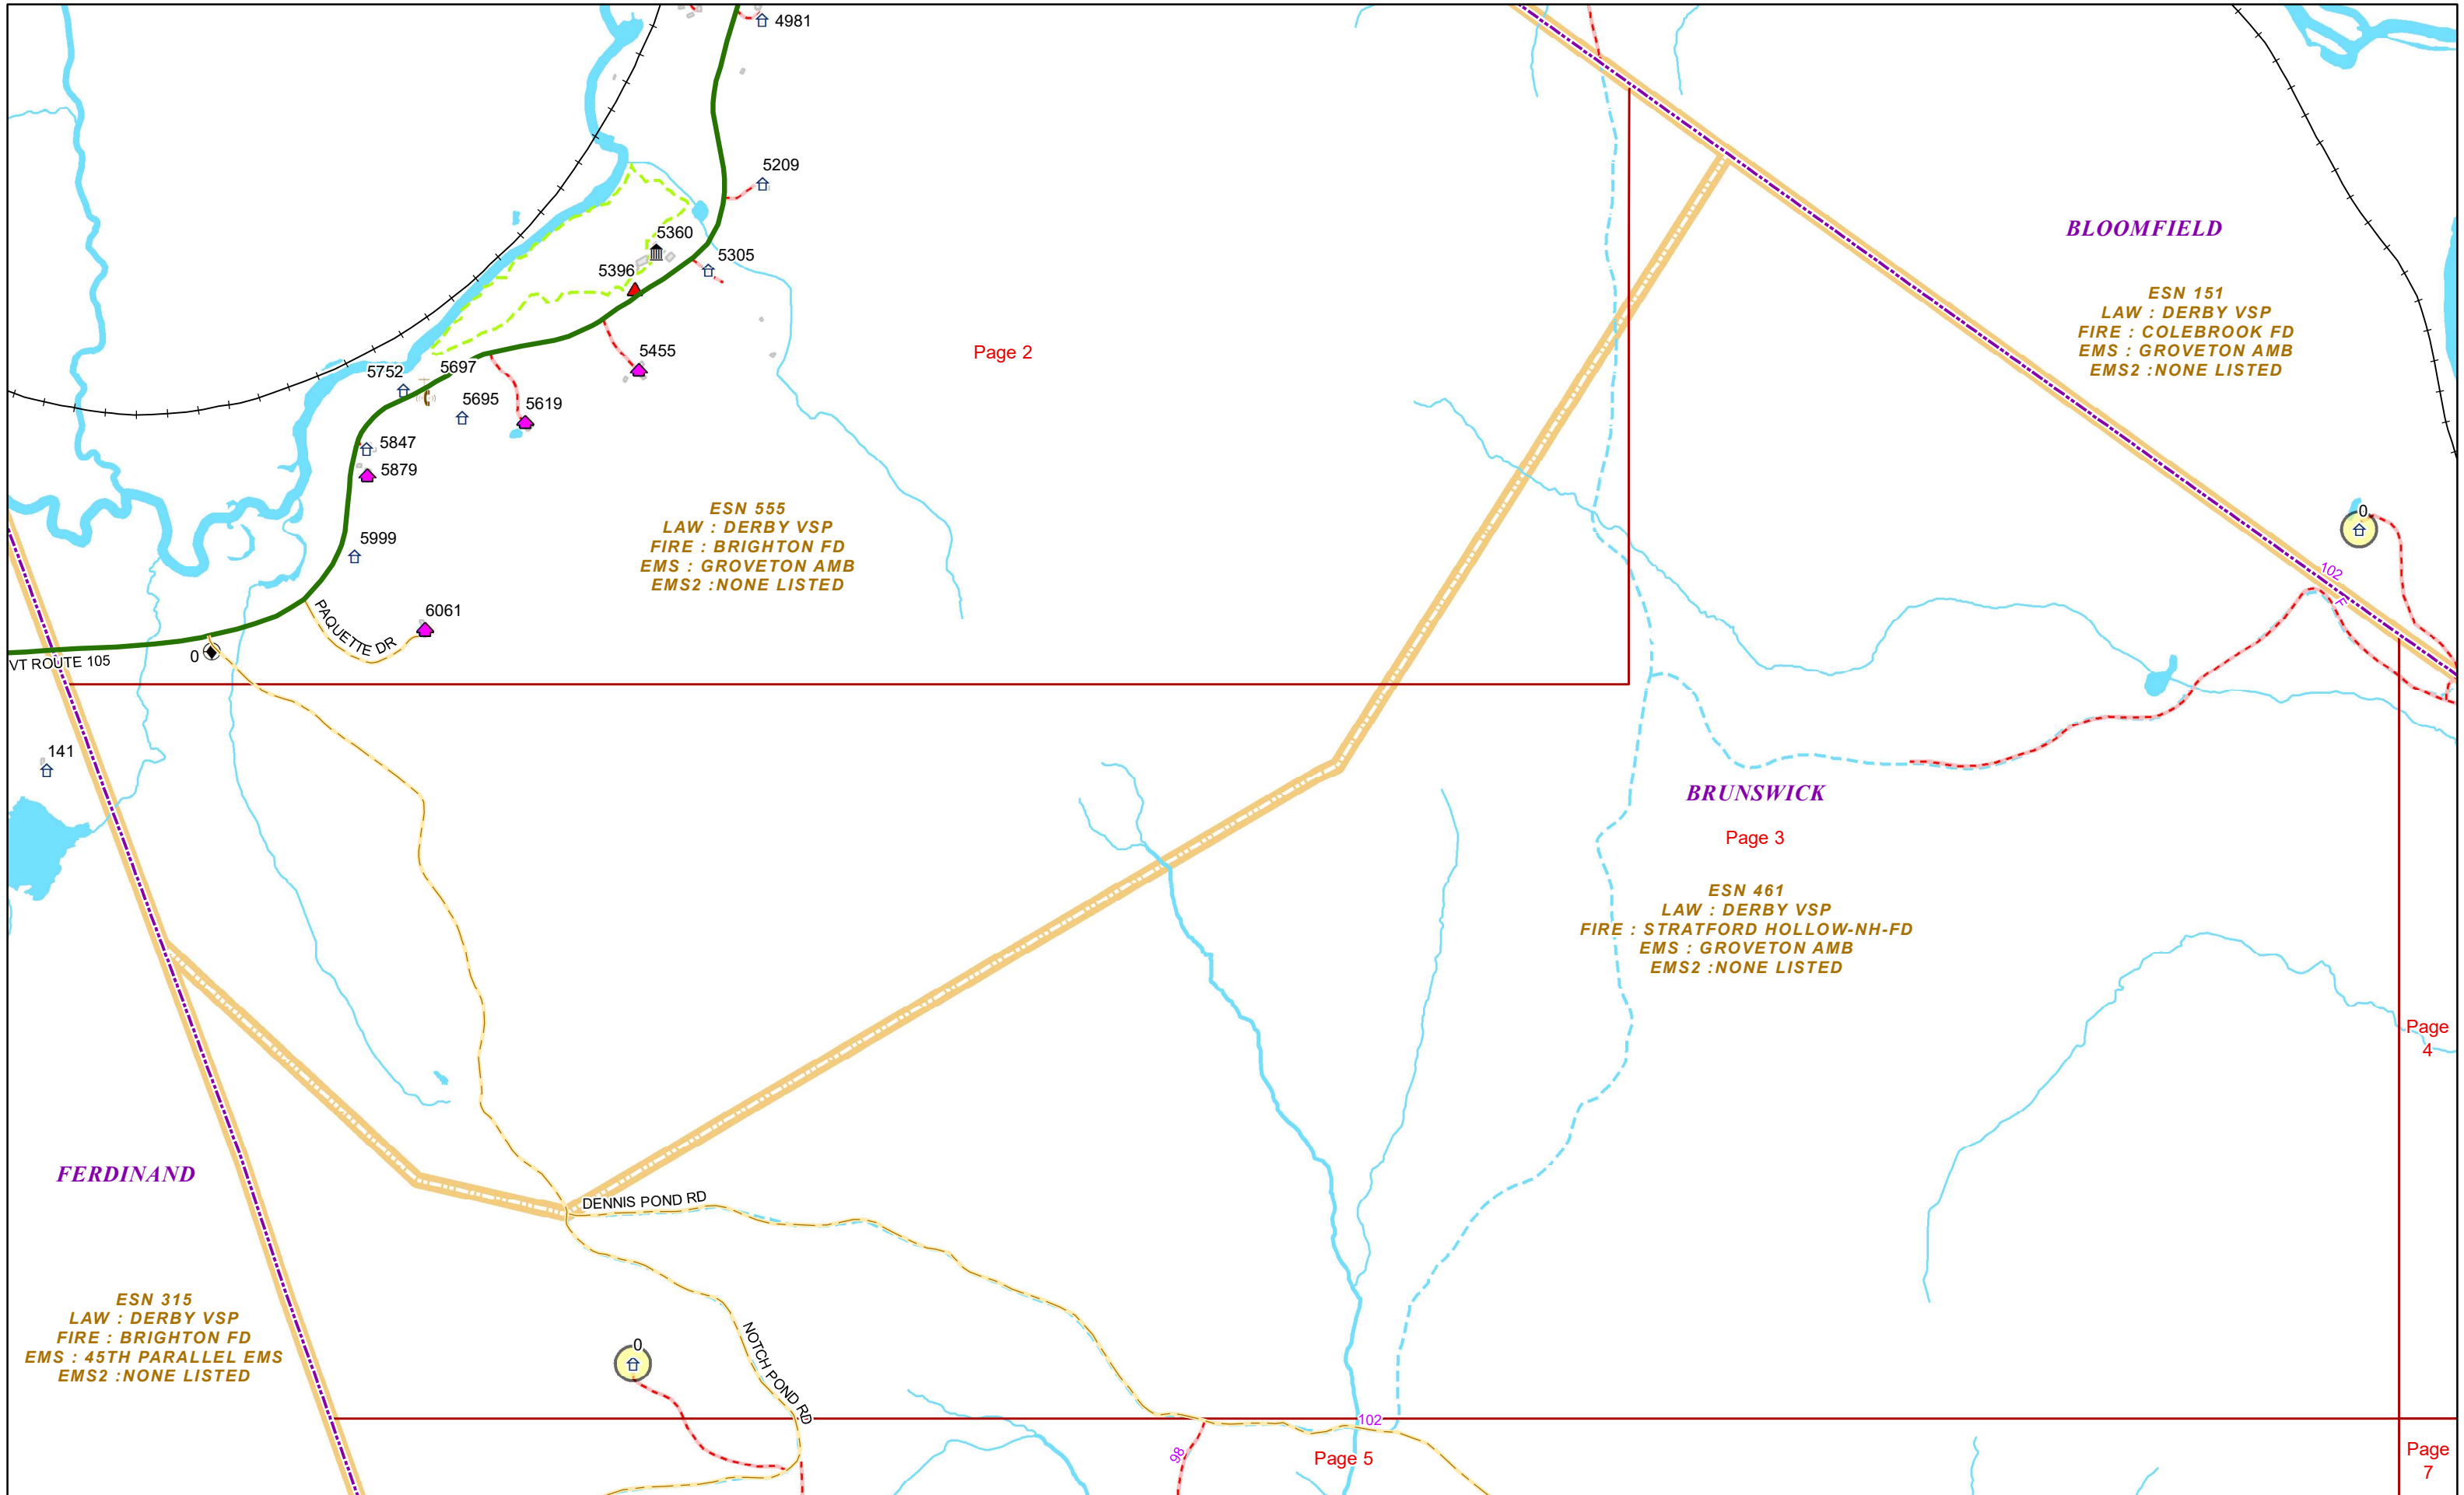 4981
5209
BLOOMFIELD
5360
5305
5396
ESN 151
LAW : DERBY VSP
FIRE : COLEBROOK FD
EMS : GROVETON AMB
EMS2 :NONE LISTED
Page 2
5455
5752
5697
5695
5619
5847
5879
ESN 555
LAW : DERBY VSP
FIRE : BRIGHTON FD
EMS : GROVETON AMB
EMS2 :NONE LISTED
0
5999
102
F
PAQUETTE DR
6061
0
VT ROUTE 105
141
BRUNSWICK
Page 3
ESN 461
LAW : DERBY VSP
FIRE : STRATFORD HOLLOW-NH-FD
EMS : GROVETON AMB
EMS2 :NONE LISTED
Page
4
FERDINAND
DENNIS POND RD
ESN 315
LAW : DERBY VSP
FIRE : BRIGHTON FD
EMS : 45TH PARALLEL EMS
EMS2 :NONE LISTED
0
NOTCH POND RD
102
98
Page 5
Page
7